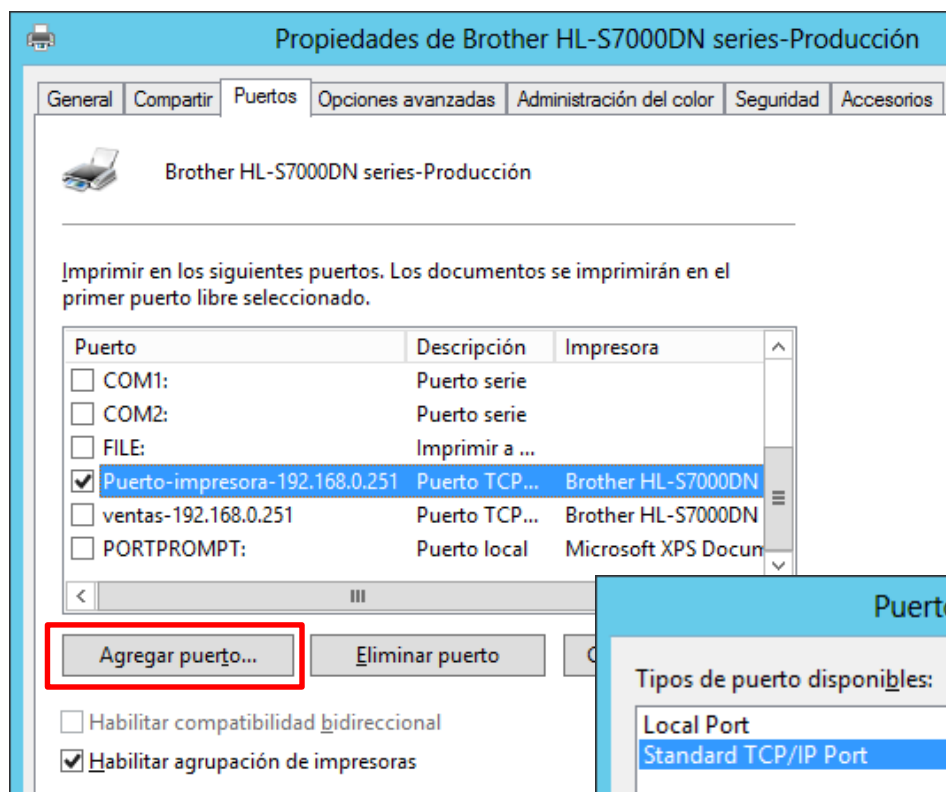 Propiedades de Brother HL-S7000DN series-Producción
General Compartir Puertos Opciones avanzadas Administración del color Seguridad Accesorios
Brother HL-S7000DN series-Producción
Imprimir en los siguientes puertos. Los documentos se imprimirán en el
primer puerto libre seleccionado.
Puerto Descripción Impresora
COM1: Puerto serie
COM2: Puerto serie
FILE: Imprimir a ...
Puerto-impresora-192.168.0.251 Puerto TCP... Brother HL-S7000DN
ventas-192.168.0.251 Puerto TCP... Brother HL-S7000DN
PORTPROMPT: Puerto local Microsoft XPS Docum
Agregar puerto... Eliminar puerto
Habilitar compatibilidad bidireccional
Habilitar agrupación de impresoras
Puerto
Tipos de puerto disponibles:
Local Port
Standard TCP/IP Port